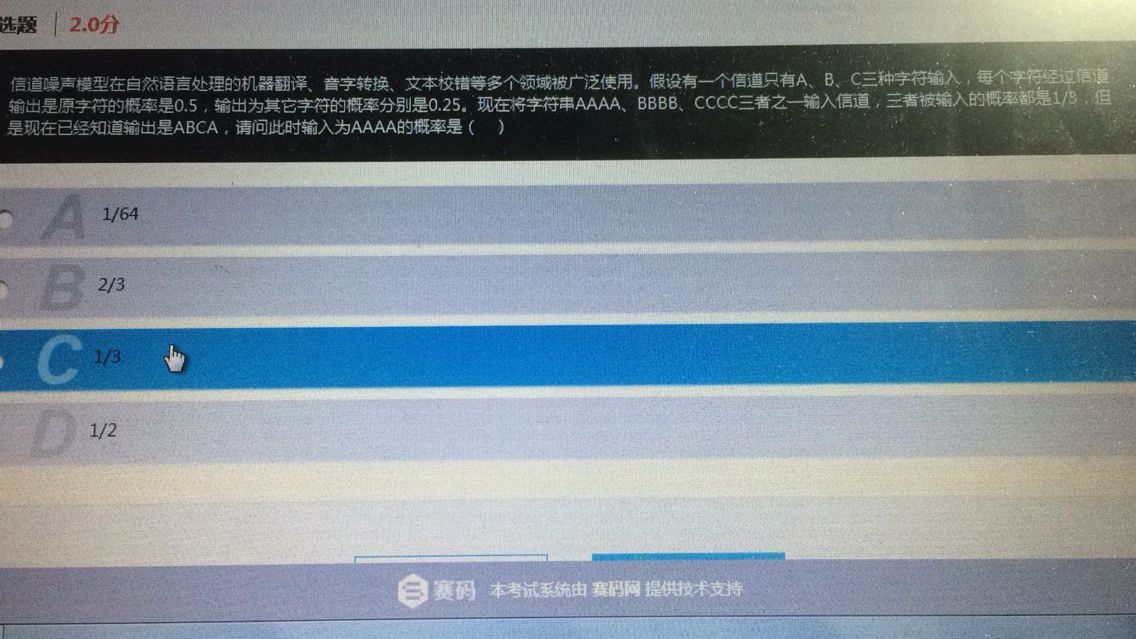 选题 | 2.0分
信道噪声模型在自然语言处理的机器翻译、音字转换、文本校错等多个领域被广泛使用。假设有一个信道只有A、B、C三种字符输入，每个字符经过信道
输出是原字符的概率是0.5，输出为其它字符的概率分别是0.25。现在将字符串AAAA、BBBB、CCCC三者之一输入信道，三者被输入的概率都是1/3，但
是现在已经知道输出是ABCA，请问此时输入为AAAA的概率是（ ）
A 1/64
B 2/3
C 1/3
D 1/2
赛码 本考试系统由 赛码网 提供技术支持